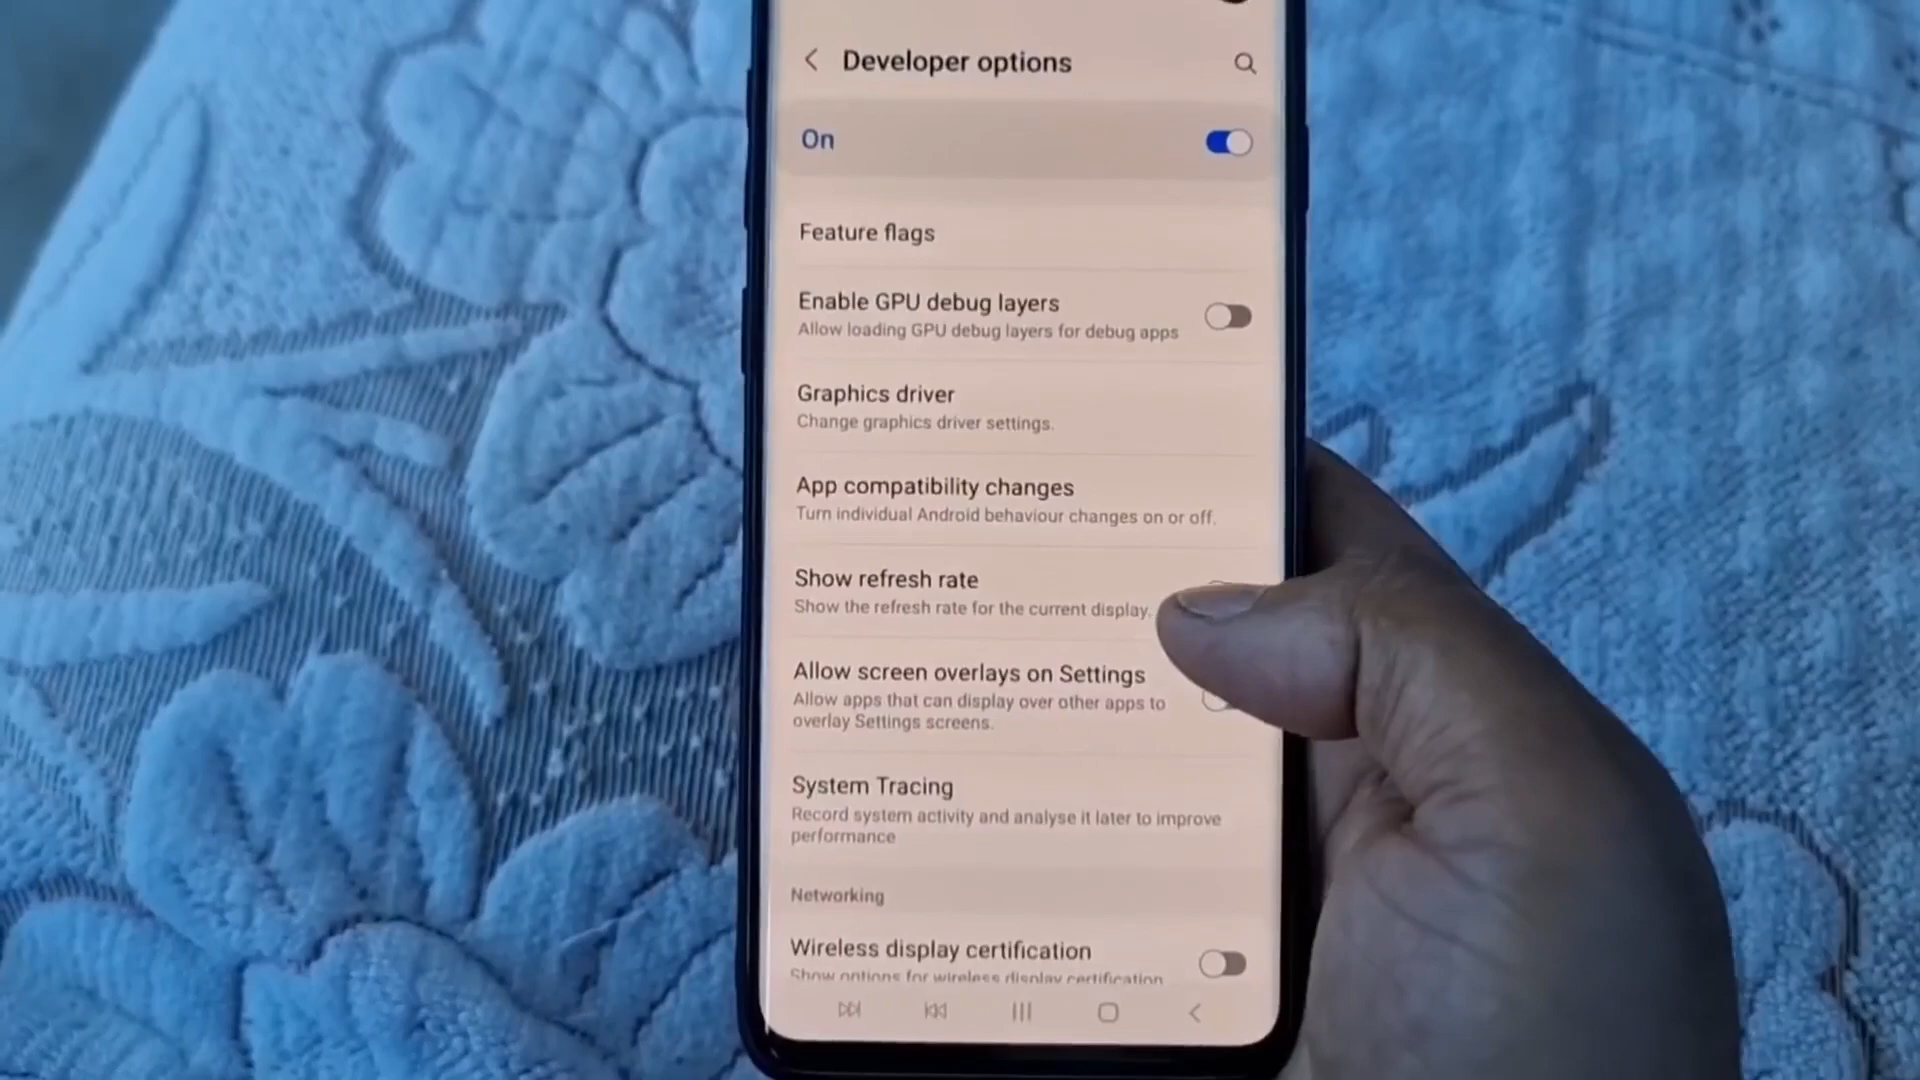 Developer options
On
Feature flags
Enable GPU debug layers
Allow loading GPU debug layers for debug apps
Graphics driver
Change graphics driver settings.
App compatibility changes
Turn individual Android behaviour changes on or off.
Show refresh rate
Show the refresh rate for the current display.
Allow screen overlays on Settings
Allow apps that can display over other apps to
overlay Settings screens.
System Tracing
Record system activity and analyse it later to improve
performance
Networking
Wireless display certification
Show options for wireless display certification